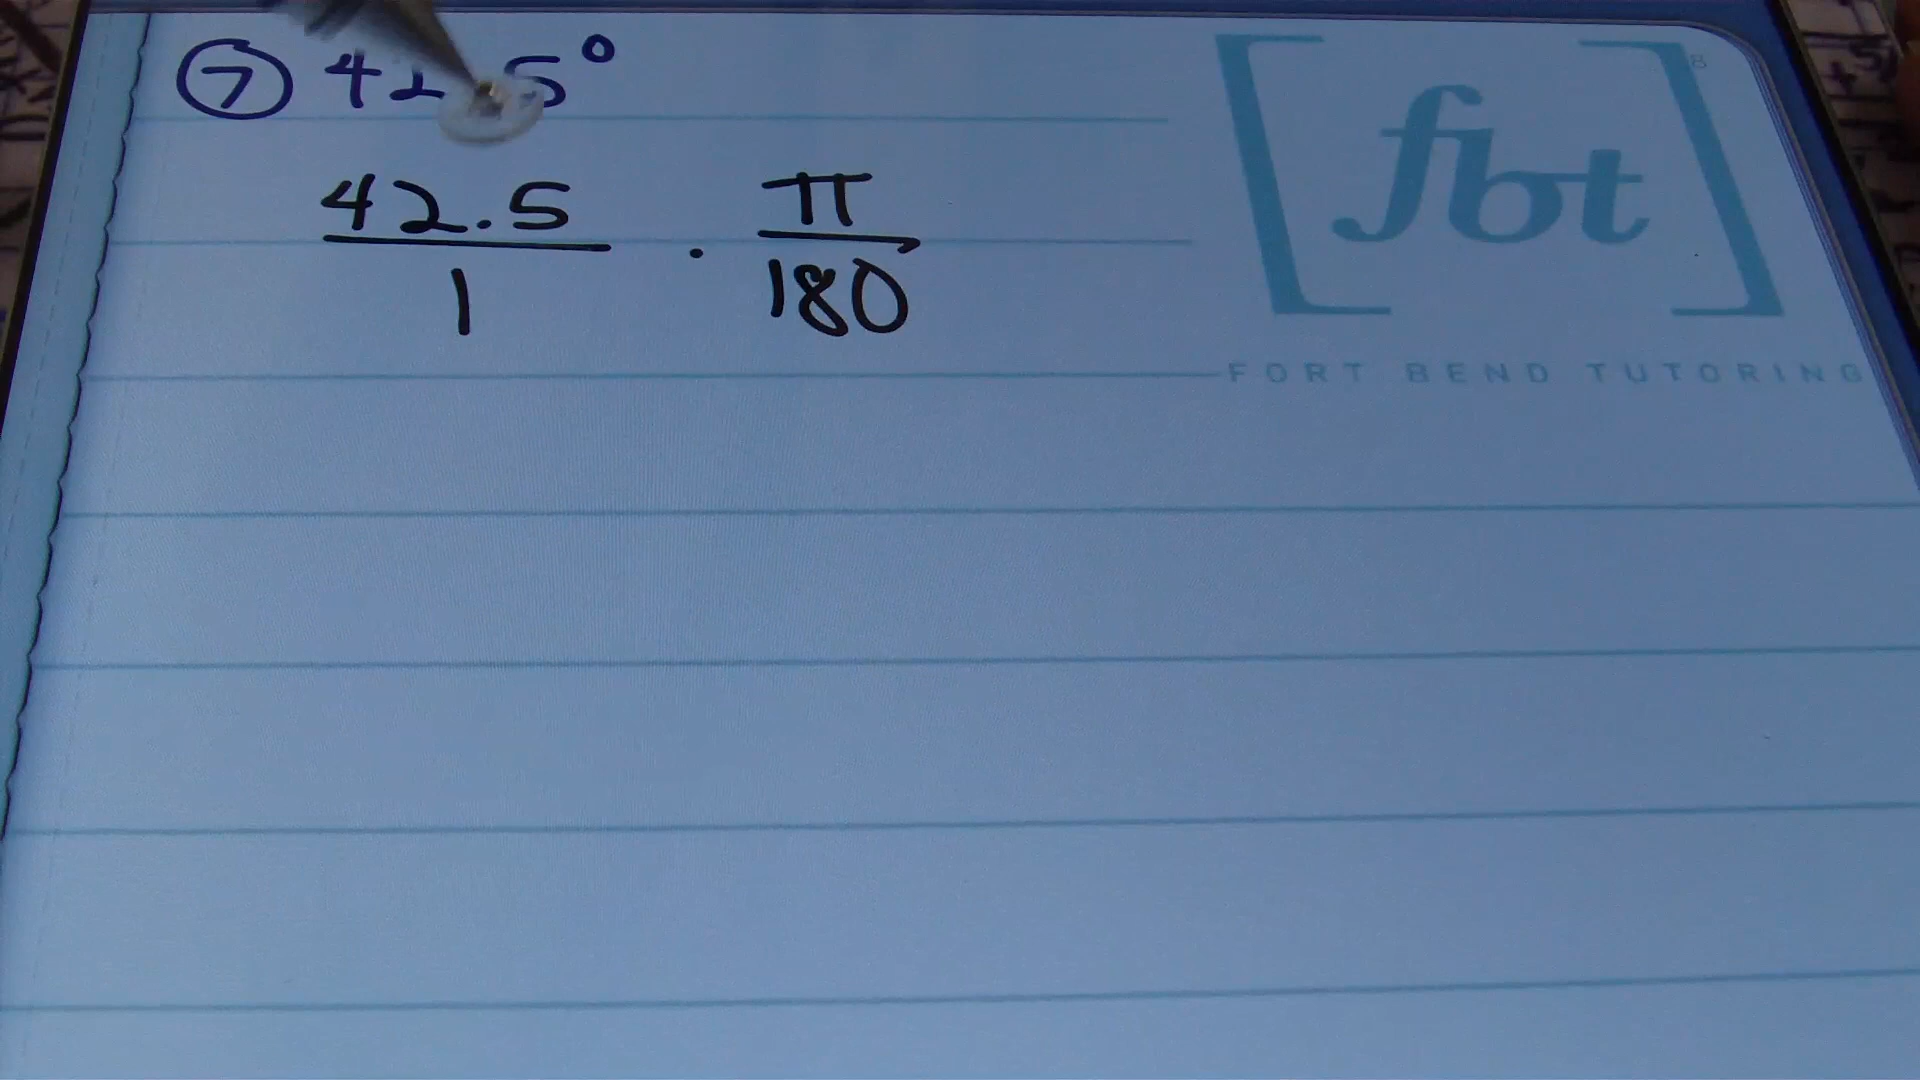 ⑦ 42.5°
42.5/1 · π/180
[fbt]
FORT BEND TUTORING